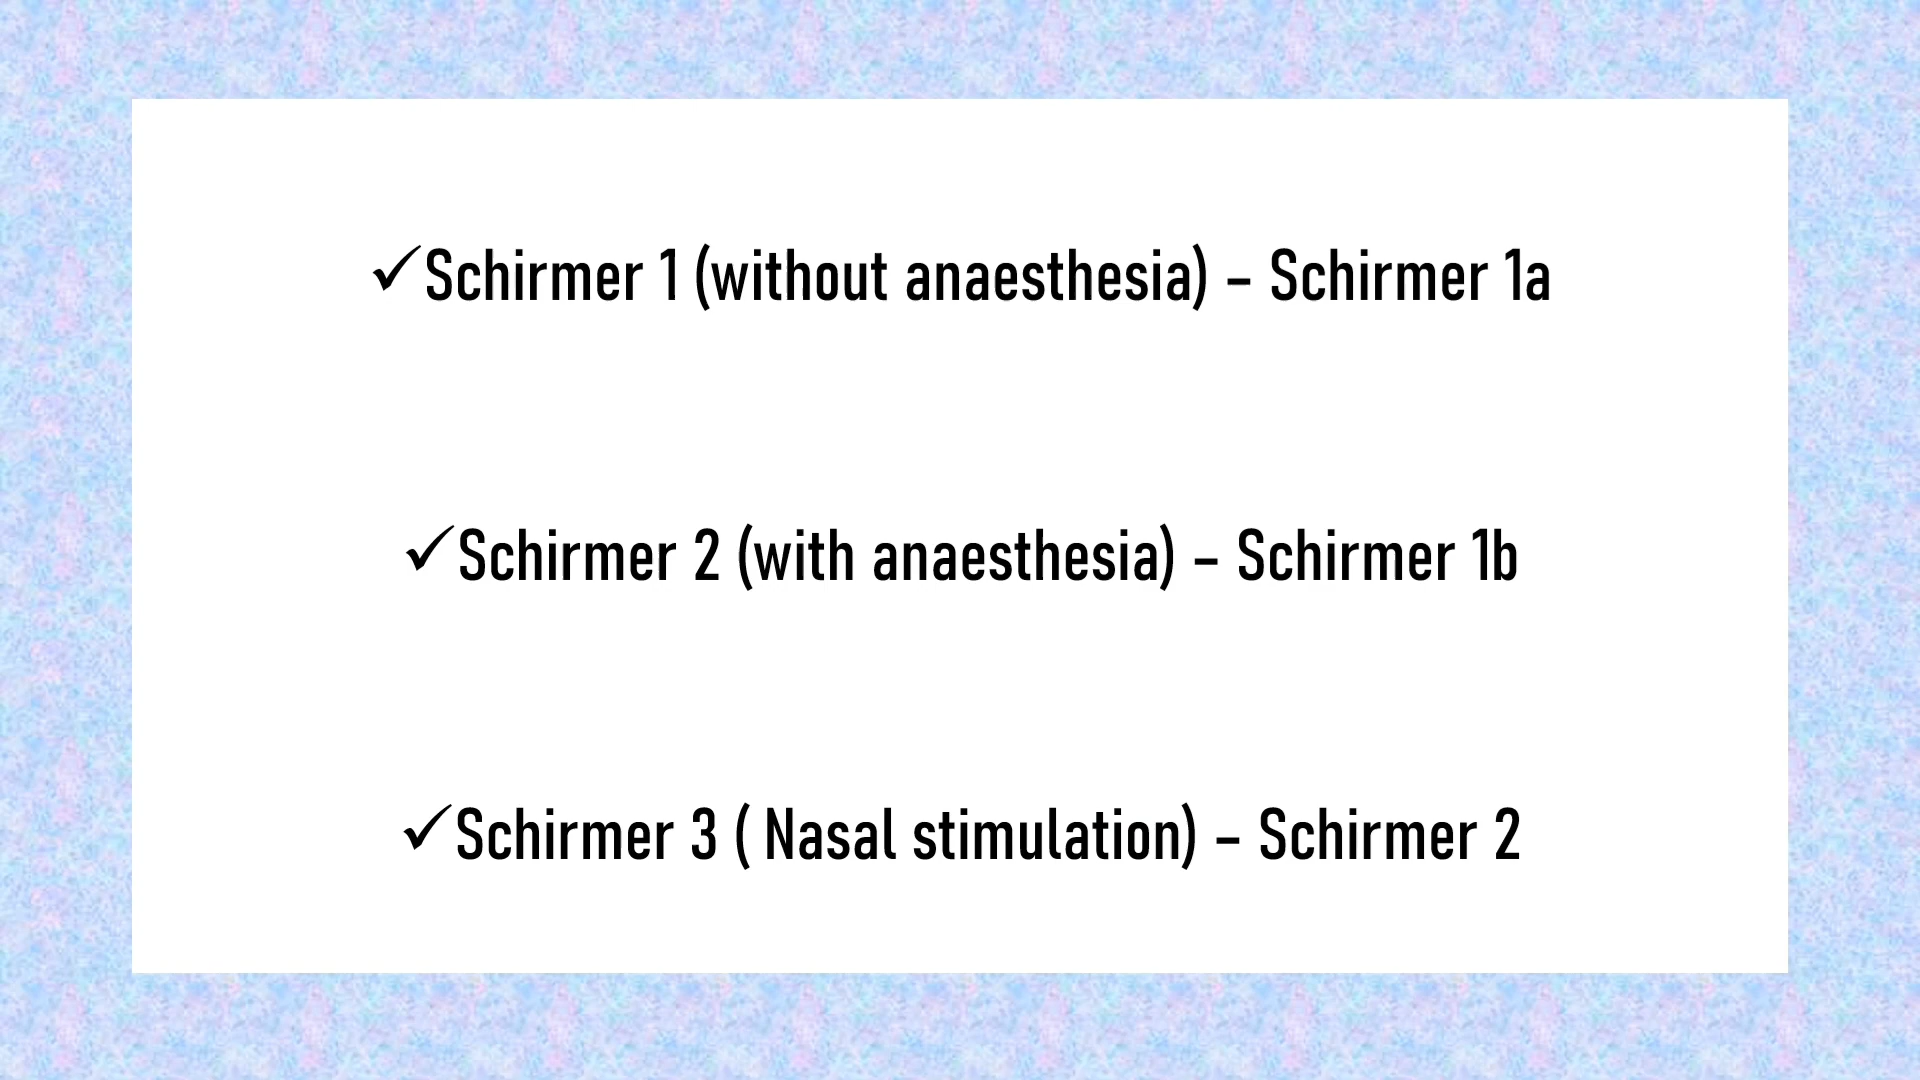 ✓Schirmer 1 (without anaesthesia) – Schirmer 1a
✓Schirmer 2 (with anaesthesia) – Schirmer 1b
✓Schirmer 3 ( Nasal stimulation) – Schirmer 2